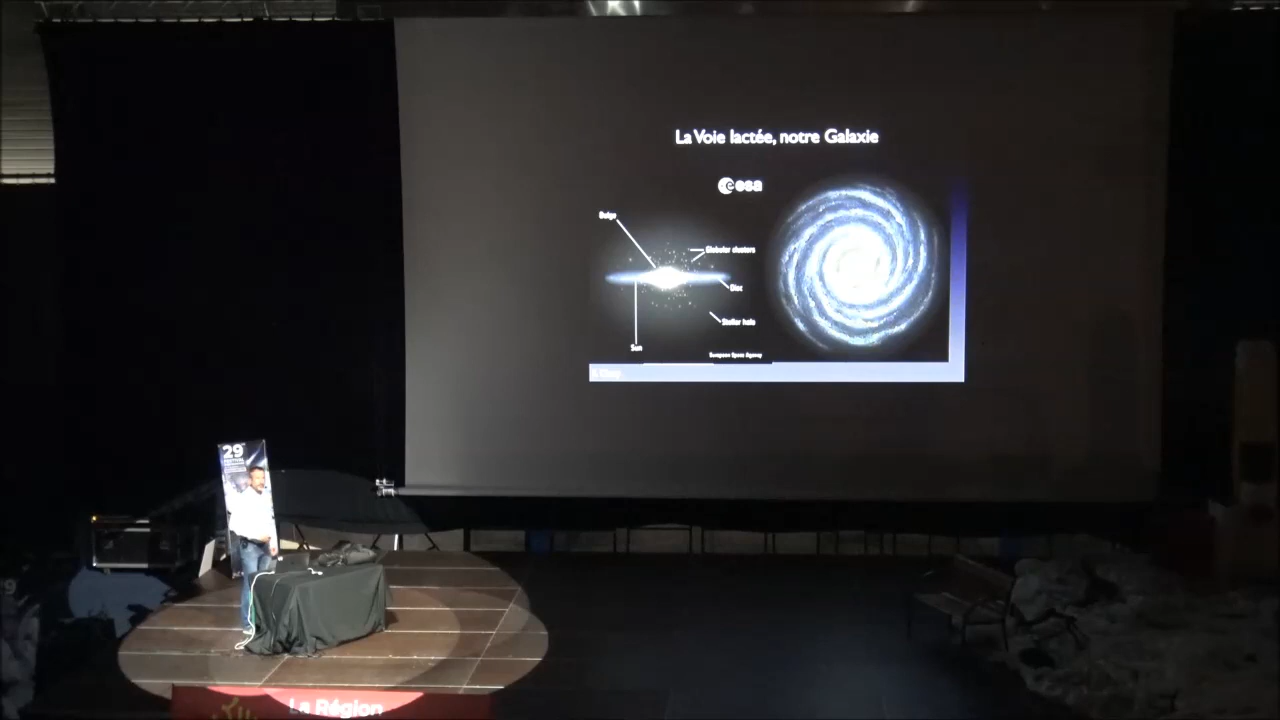 La Voie lactée, notre Galaxie
esa
Bulge
Globular clusters
Disc
Stellar halo
Sun
European Space Agency
29
La Région